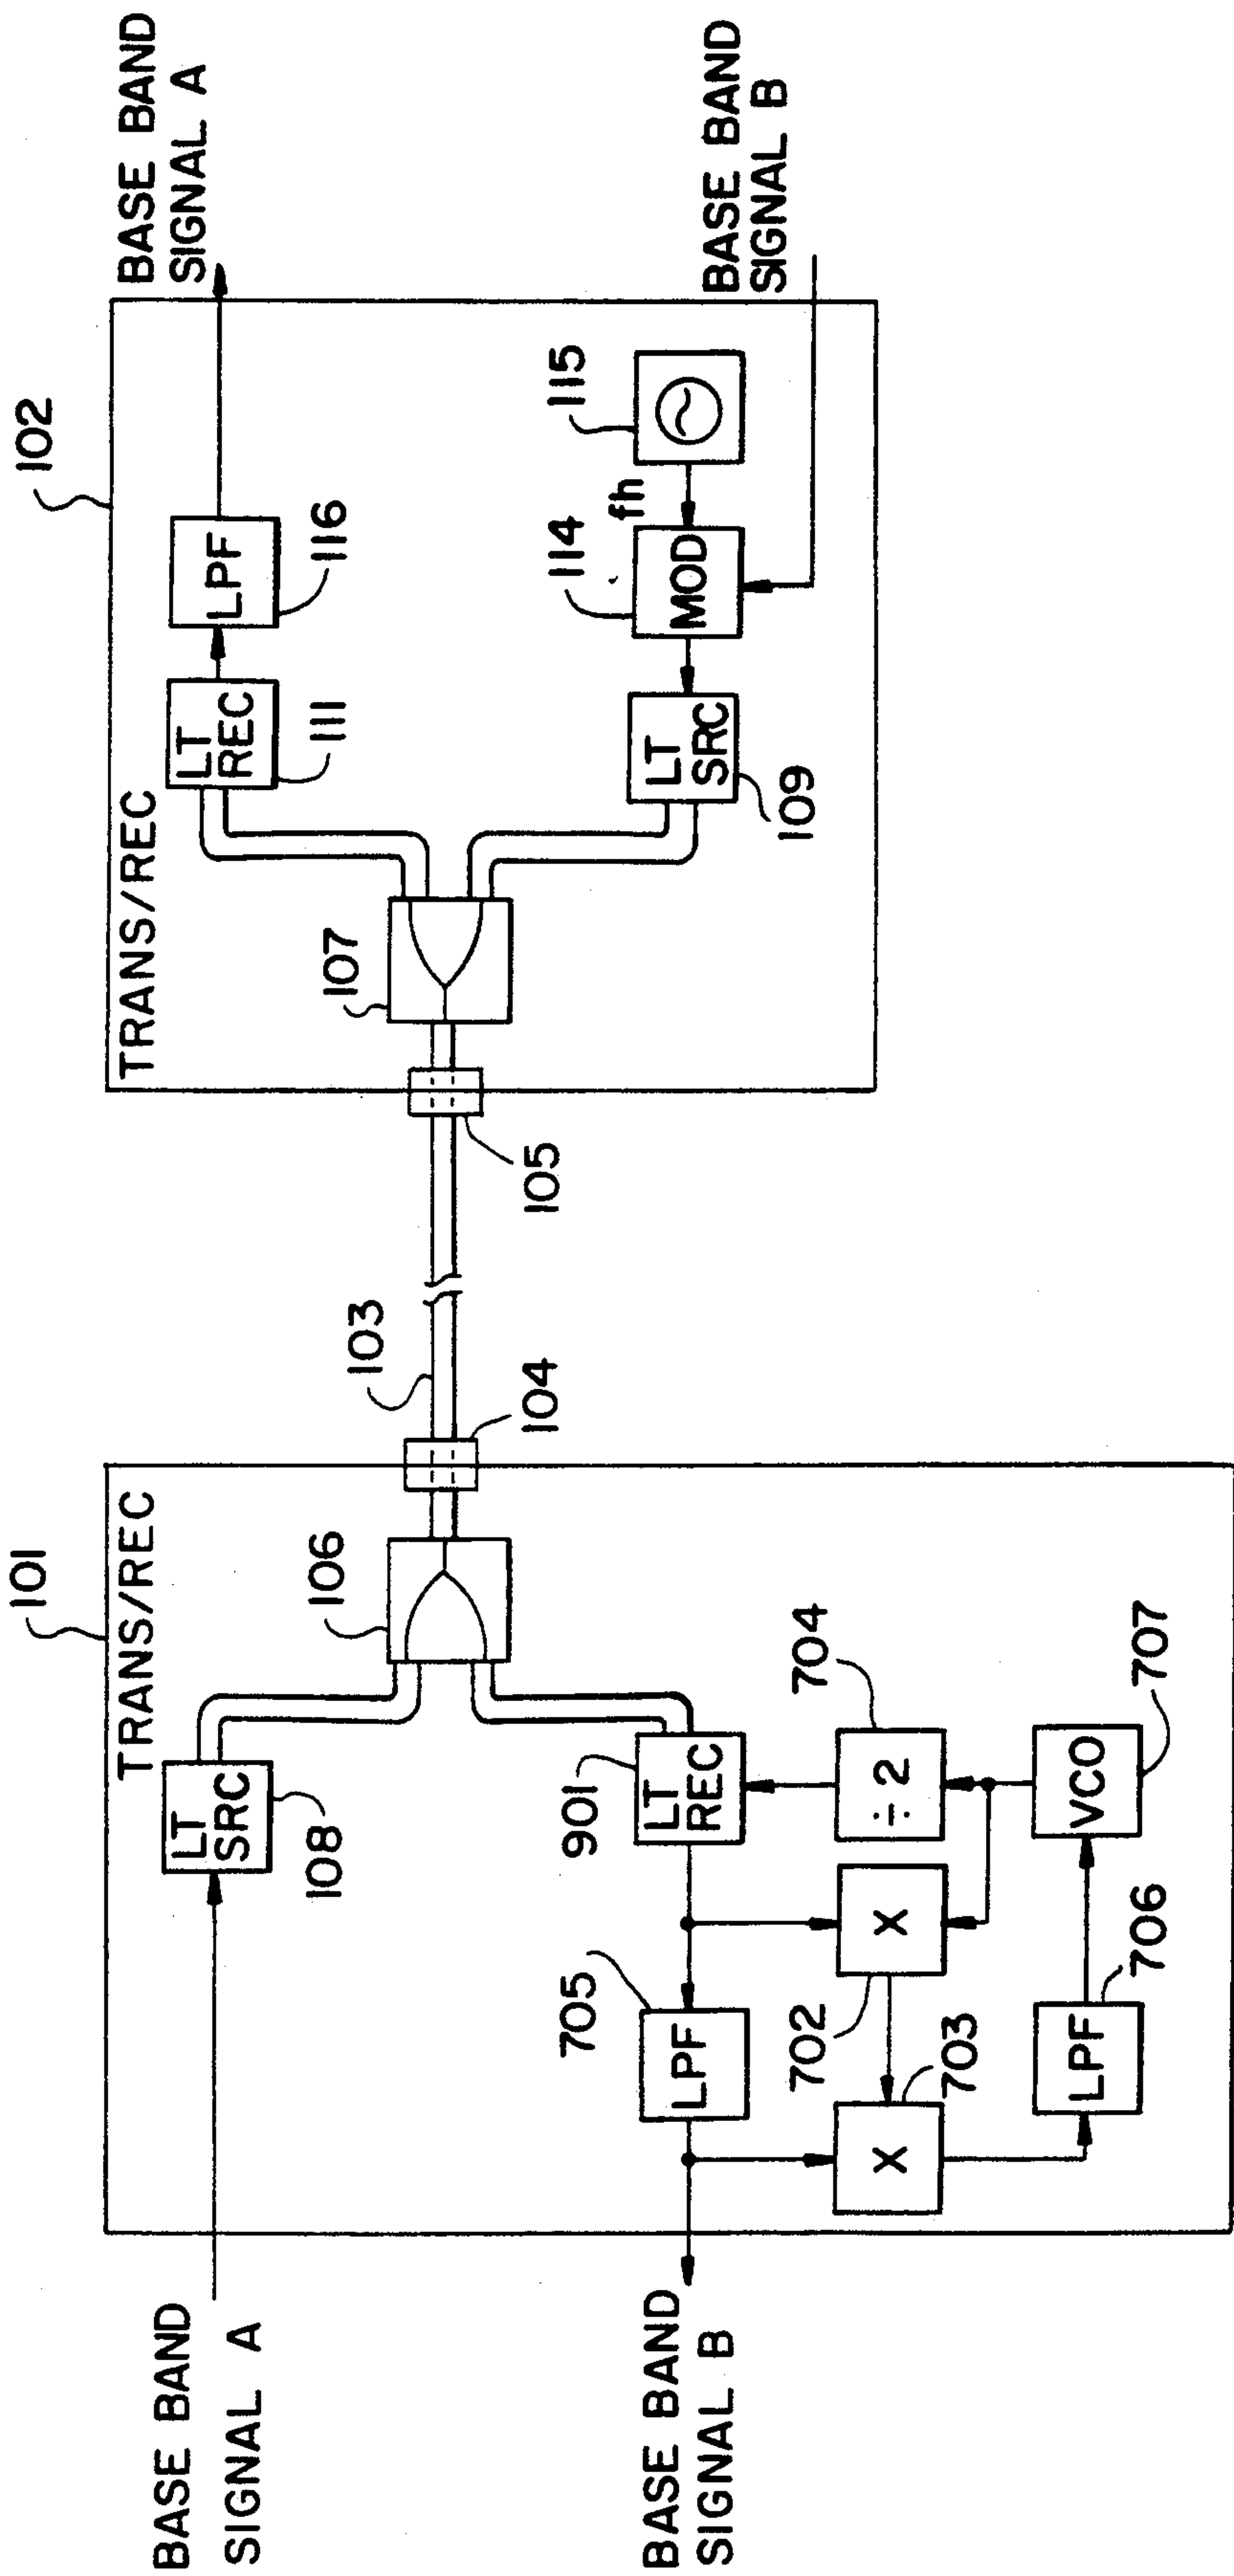 101
TRANS/REC
BASE BAND
SIGNAL A
LT
SRC
108
106
104
103
BASE BAND
SIGNAL B
LPF
705
LT
REC
901
X
702
÷2
704
X
703
LPF
706
VCO
707
102
TRANS/REC
105
107
LT
REC
111
LPF
116
BASE BAND
SIGNAL A
LT
SRC
109
MOD
114
fh
115
BASE BAND
SIGNAL B